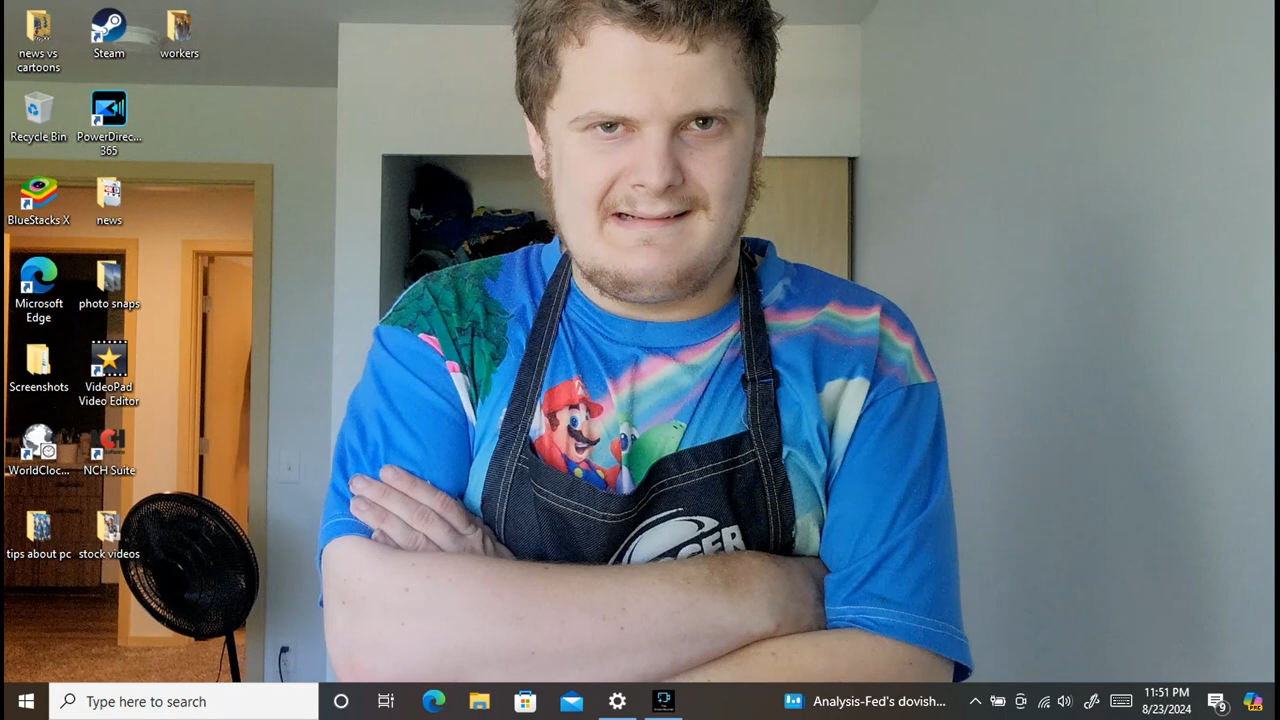 news vs
cartoons
Steam
workers
Recycle Bin
PowerDirec...
365
BlueStacks X
news
Microsoft
Edge
photo snaps
Screenshots
VideoPad
Video Editor
WorldCloc...
NCH Suite
tips about pc
stock videos
Type here to search
Analysis-Fed's dovish...
11:51 PM
8/23/2024
9